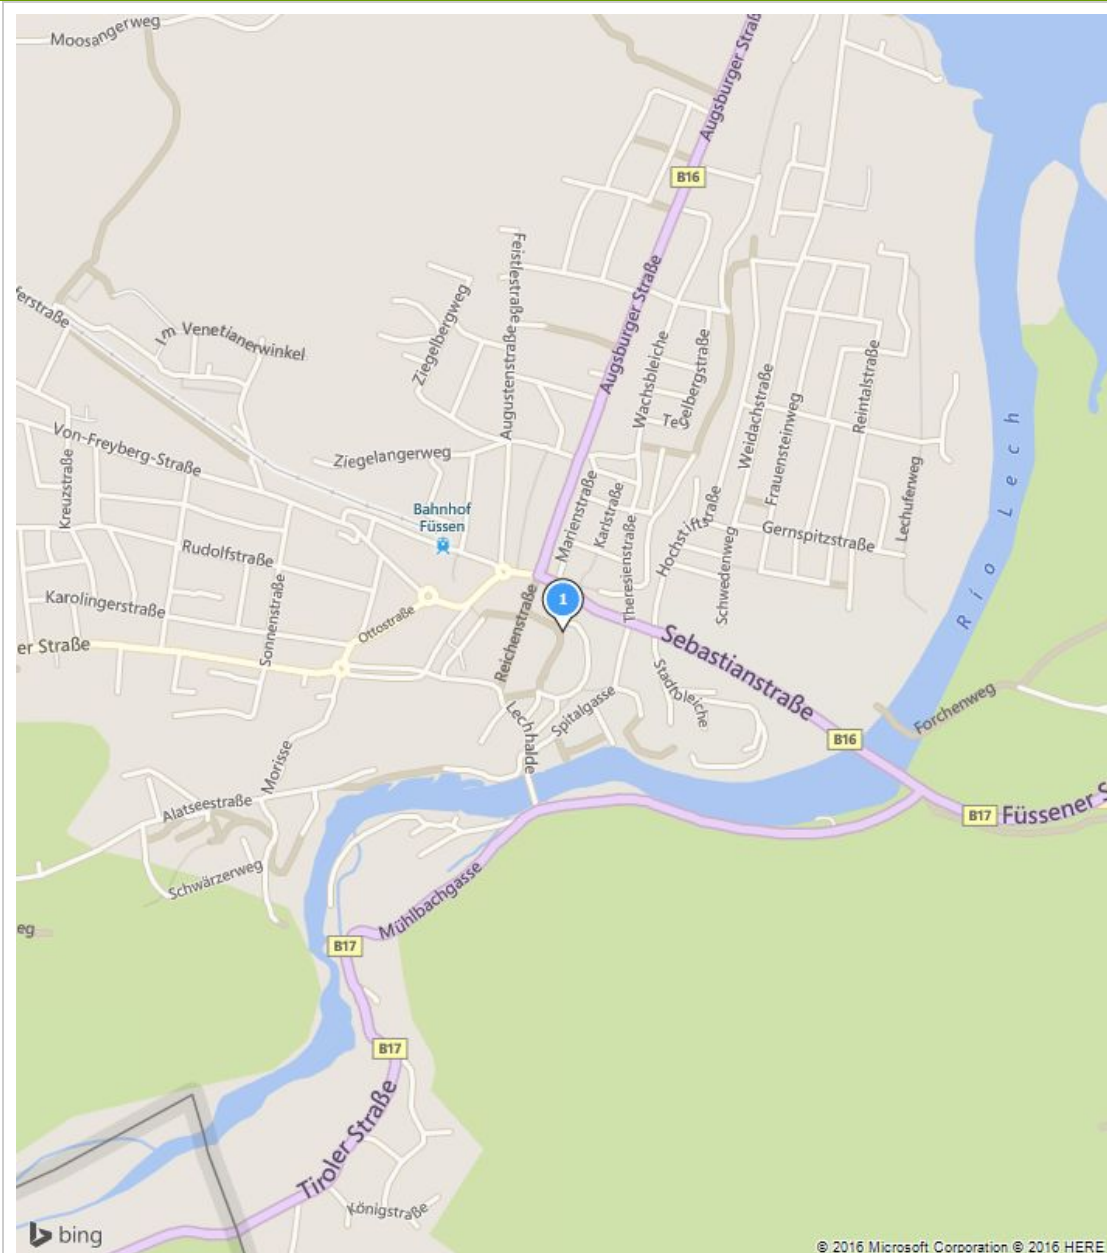 Moosangerweg
Augsburger Straß
B16
Feistlestraße
Augsburger Straße
ferstraße
Im Venetianerwinkel
Ziegelbergweg
Augustenstraße
Wachsbleiche
Tegelbergstraße
Weidachstraße
Frauensteinweg
Reintalstraße
Río Lech
Von-Freyberg-Straße
Kreuzstraße
Ziegelangerweg
Lechuferweg
Bahnhof
Füssen
Marienstraße
Karlstraße
Theresienstraße
Hochstiftstraße
Schwedenweg
Gernspitzstraße
Rudolfstraße
Karolingerstraße
Sonnenstraße
Ottostraße
Reichenstraße
1
er Straße
Sebastianstraße
Stadtbleiche
Spitalgasse
Lechhalde
Forchenweg
B16
Morisse
Alatseestraße
B17
Füssener S
Schwärzerweg
Mühlbachgasse
eg
B17
B17
Tiroler Straße
Königstraße
bing
© 2016 Microsoft Corporation © 2016 HERE